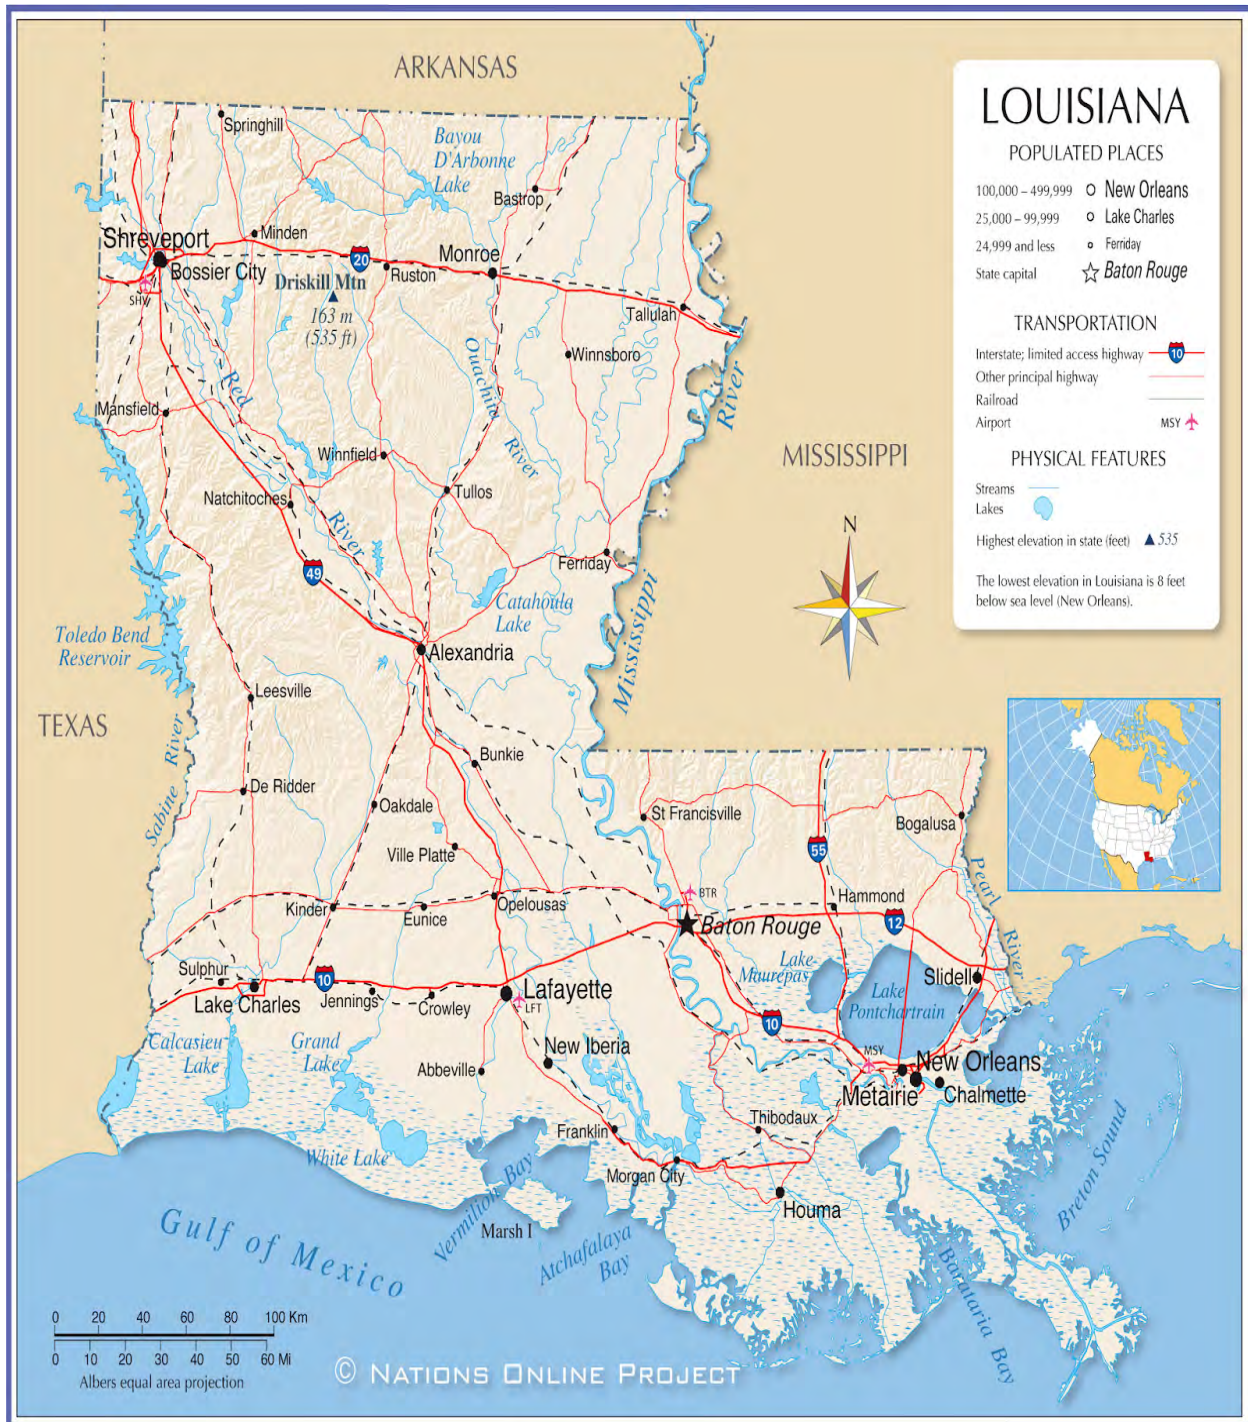 ARKANSAS
Springhill
Bayou
D'Arbonne
Lake
Bastrop
Minden
Shreveport
Bossier City
SHV
20
Monroe
Ruston
Driskill Mtn
163 m
(535 ft)
Tallulah
Winnsboro
Ouachita
River
Red
River
Mansfield
Winnfield
Natchitoches
Tullos
49
Ferriday
Mississippi
River
MISSISSIPPI
Catahoula
Lake
Toledo Bend
Reservoir
Alexandria
TEXAS
Leesville
Sabine River
De Ridder
Bunkie
Oakdale
Ville Platte
St Francisville
55
Bogalusa
Pearl
River
BTR
Hammond
Kinder
Eunice
Opelousas
Baton Rouge
12
Sulphur
Lake Charles
10
Jennings
Crowley
Lafayette
LFT
Lake
Maurepas
Lake
Pontchartrain
Slidell
10
Calcasieu
Lake
Grand
Lake
Abbeville
New Iberia
MSY
New Orleans
Metairie
Chalmette
Thibodaux
Franklin
White Lake
Morgan City
Houma
Vermilion Bay
Marsh I
Atchafalaya
Bay
Barataria Bay
Breton Sound
Gulf of Mexico
LOUISIANA
POPULATED PLACES
100,000 – 499,999 New Orleans
25,000 – 99,999 Lake Charles
24,999 and less Ferriday
State capital Baton Rouge
TRANSPORTATION
Interstate; limited access highway 10
Other principal highway
Railroad
Airport MSY
PHYSICAL FEATURES
Streams
Lakes
Highest elevation in state (feet) 535
The lowest elevation in Louisiana is 8 feet
below sea level (New Orleans).
N
0 20 40 60 80 100 Km
0 10 20 30 40 50 60 Mi
Albers equal area projection
© NATIONS ONLINE PROJECT